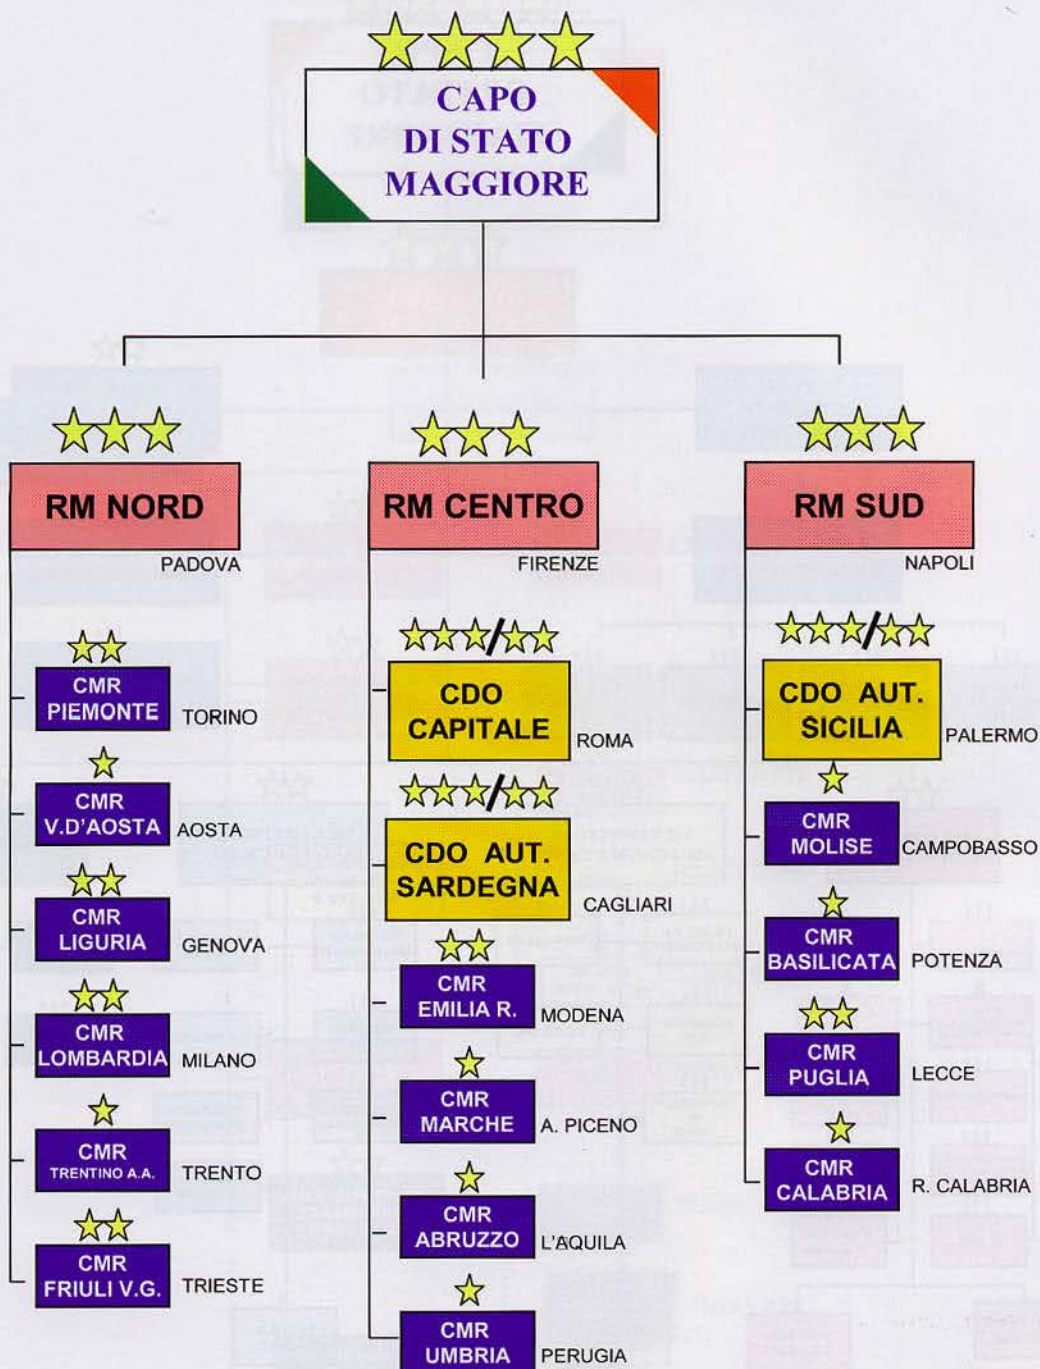 CAPO
DI STATO
MAGGIORE
RM NORD
PADOVA
CMR
PIEMONTE
TORINO
CMR
V.D'AOSTA
AOSTA
CMR
LIGURIA
GENOVA
CMR
LOMBARDIA
MILANO
CMR
TRENTINO A.A.
TRENTO
CMR
FRIULI V.G.
TRIESTE
RM CENTRO
FIRENZE
CDO
CAPITALE
ROMA
CDO AUT.
SARDEGNA
CAGLIARI
CMR
EMILIA R.
MODENA
CMR
MARCHE
A. PICENO
CMR
ABRUZZO
L'AQUILA
CMR
UMBRIA
PERUGIA
RM SUD
NAPOLI
CDO AUT.
SICILIA
PALERMO
CMR
MOLISE
CAMPOBASSO
CMR
BASILICATA
POTENZA
CMR
PUGLIA
LECCE
CMR
CALABRIA
R. CALABRIA